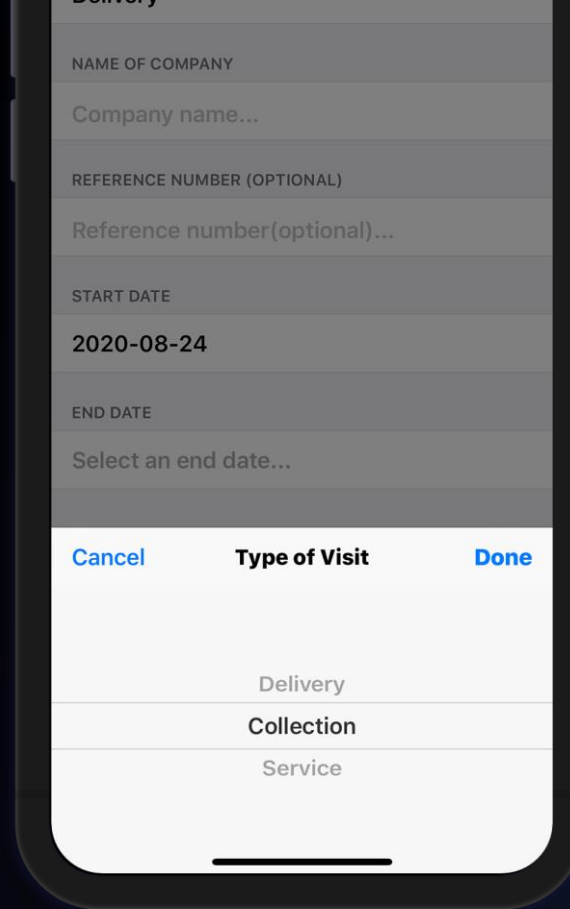 Delivery
NAME OF COMPANY
Company name...
REFERENCE NUMBER (OPTIONAL)
Reference number(optional)...
START DATE
2020-08-24
END DATE
Select an end date...
Cancel Type of Visit Done
Delivery
Collection
Service